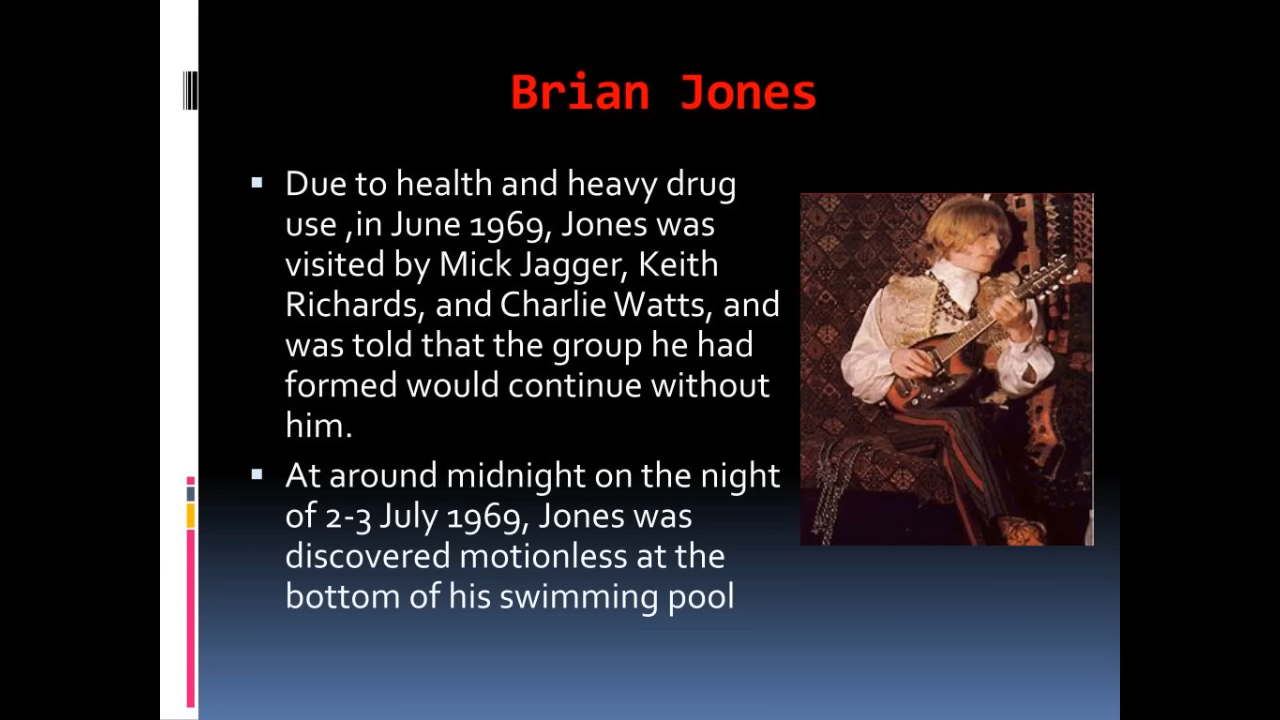 Brian Jones
Due to health and heavy drug
use ,in June 1969, Jones was
visited by Mick Jagger, Keith
Richards, and Charlie Watts, and
was told that the group he had
formed would continue without
him.
At around midnight on the night
of 2-3 July 1969, Jones was
discovered motionless at the
bottom of his swimming pool